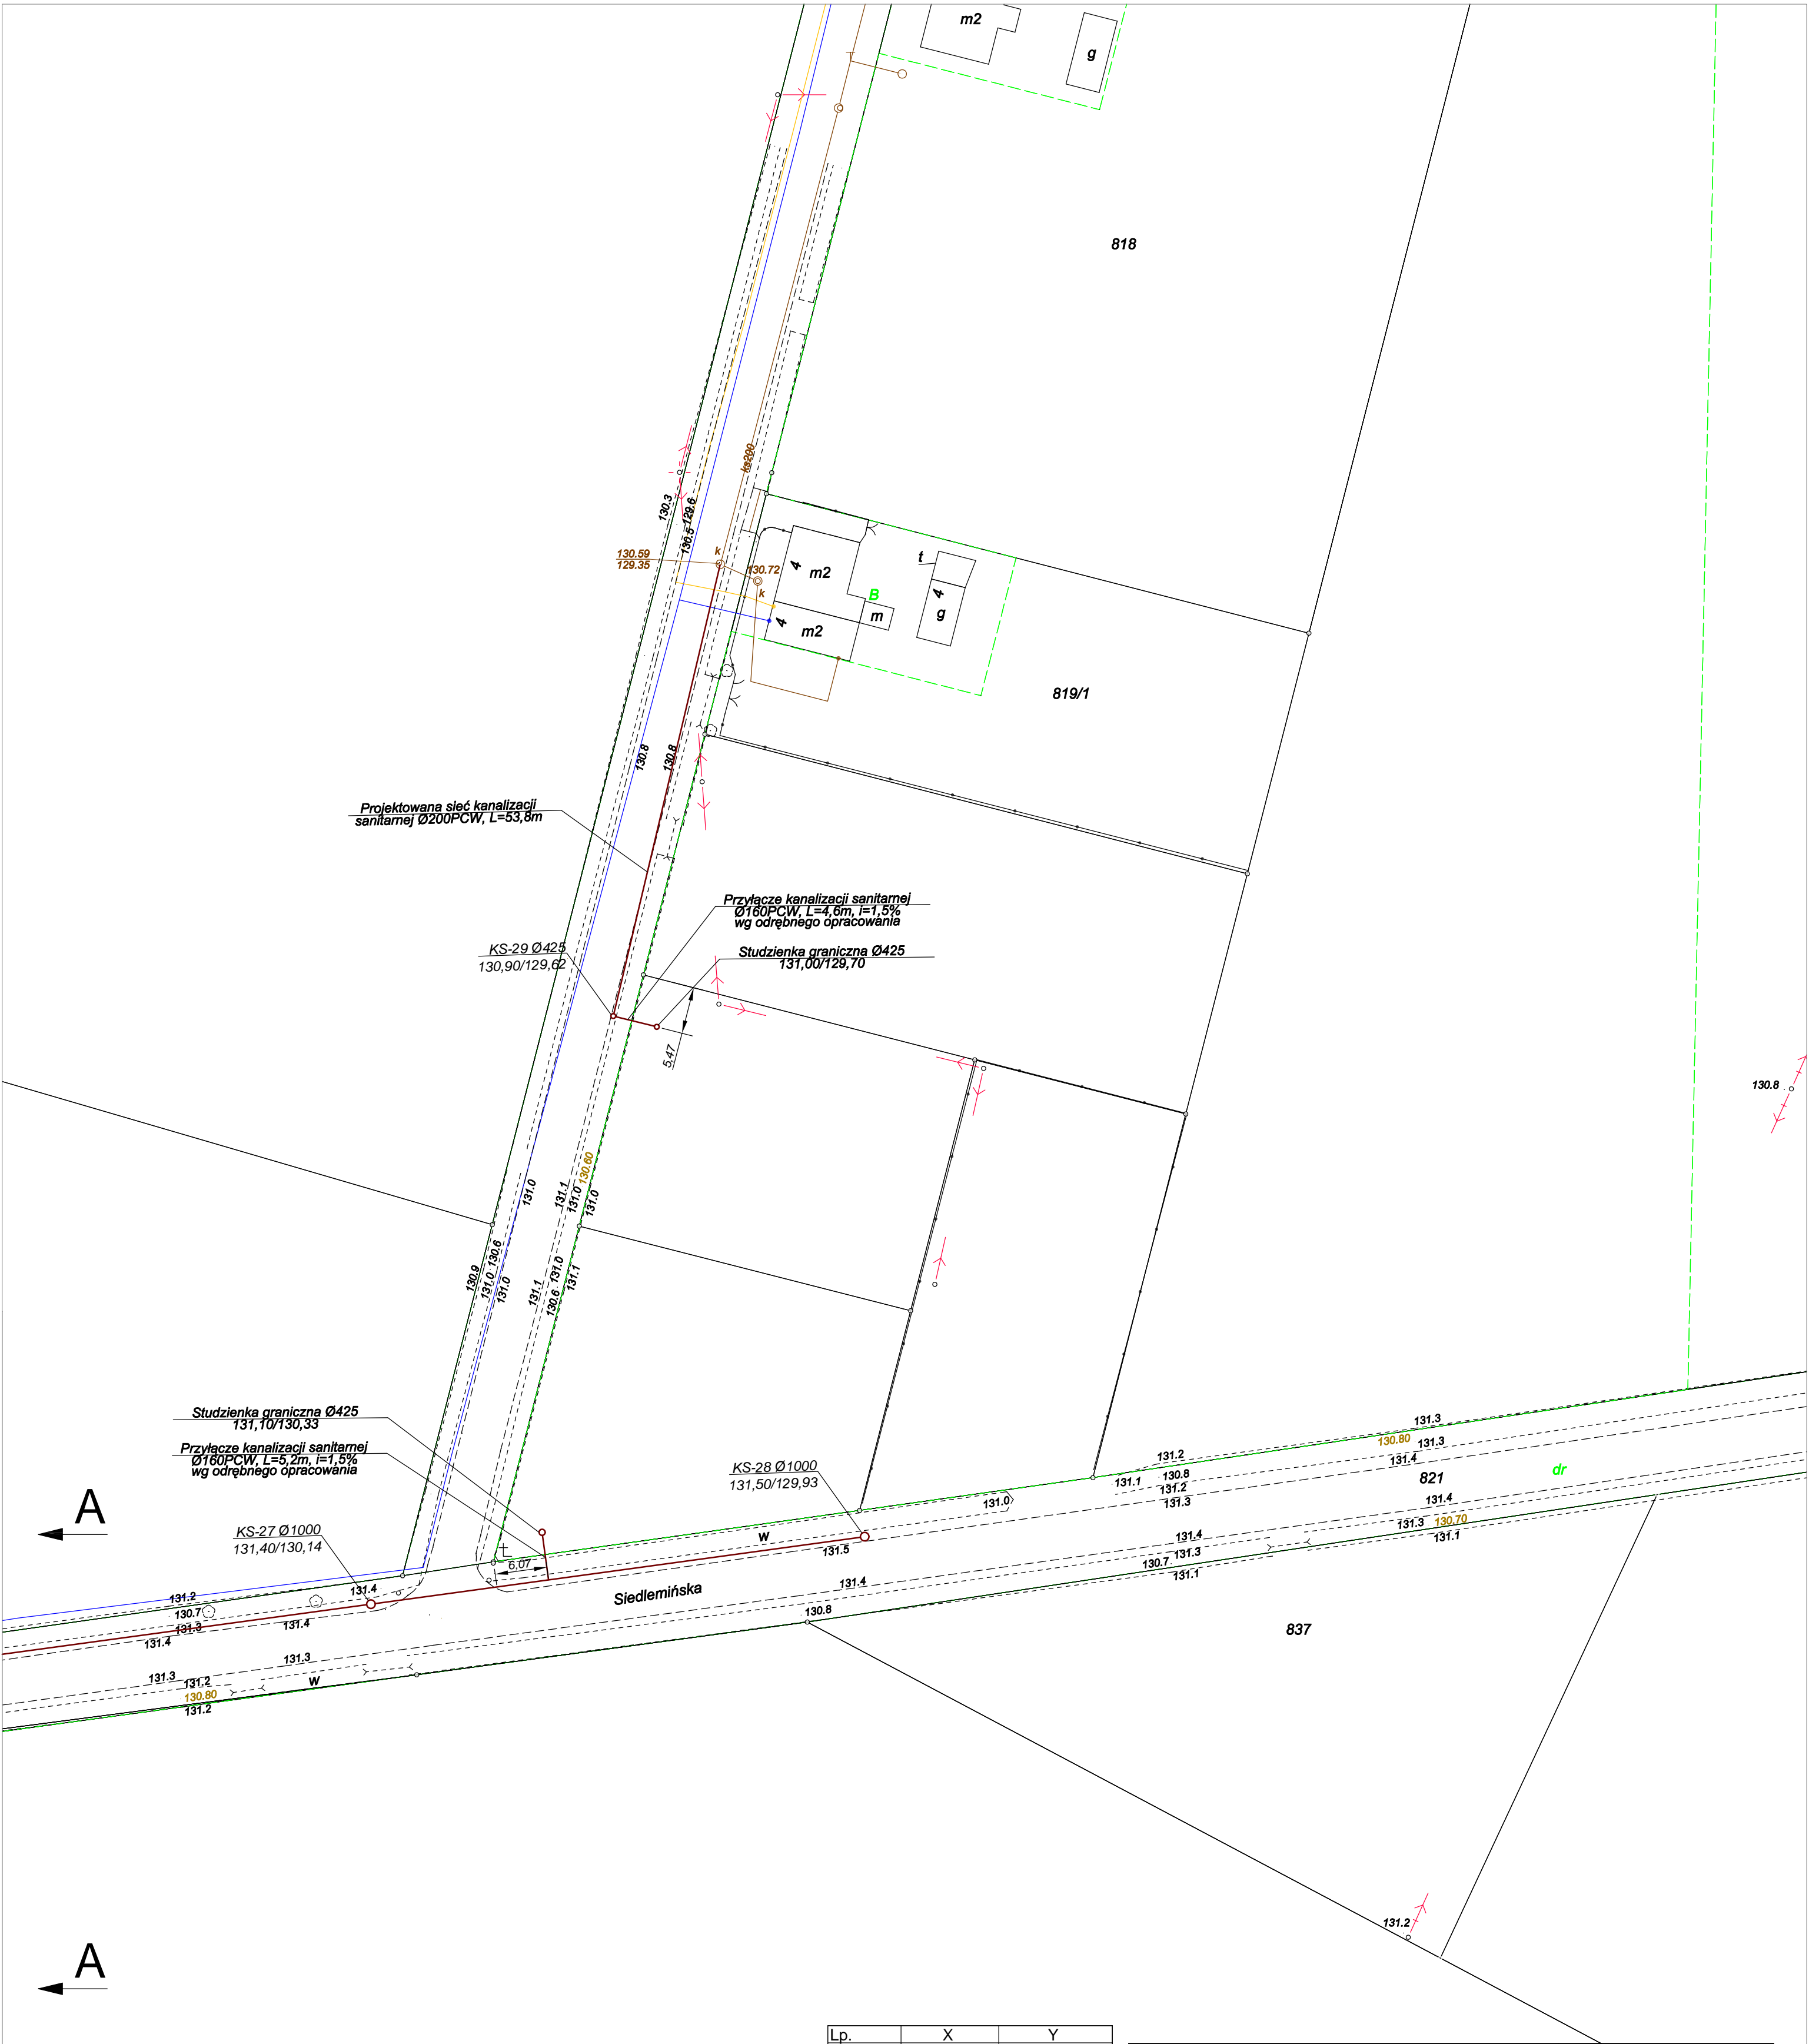 m2
g
818
ks200
130.3
129.6
130.5
130.59
129.35
k
130.72
k
4
m2
B
t
4
g
m
4
m2
819/1
130.8
130.8
Projektowana sieć kanalizacji
sanitarnej Ø200PCW, L=53,8m
Przyłącze kanalizacji sanitarnej
Ø160PCW, L=4,6m, i=1,5%
wg odrębnego opracowania
KS-29 Ø425
130,90/129,62
Studzienka graniczna Ø425
131,00/129,70
5,47
130.8
130.60
131.0
131.1
131.0
131.0
130.6
130.9
131.0
131.0
131.0
131.1
131.1
130.6
Studzienka graniczna Ø425
131,10/130,33
Przyłącze kanalizacji sanitarnej
Ø160PCW, L=5,2m, i=1,5%
wg odrębnego opracowania
KS-28 Ø1000
131,50/129,93
KS-27 Ø1000
131,40/130,14
A
6,07
w
131.5
131.0
131.1
131.2
130.8
131.2
131.3
131.3
130.80
131.3
131.4
821
dr
131.4
131.3
130.70
131.1
131.4
131.3
130.7
131.1
131.4
Siedlemińska
130.8
131.2
130.7
131.3
131.4
131.4
131.4
131.3
131.3
131.2
130.80
131.2
w
837
131.2
A
Lp.
X
Y